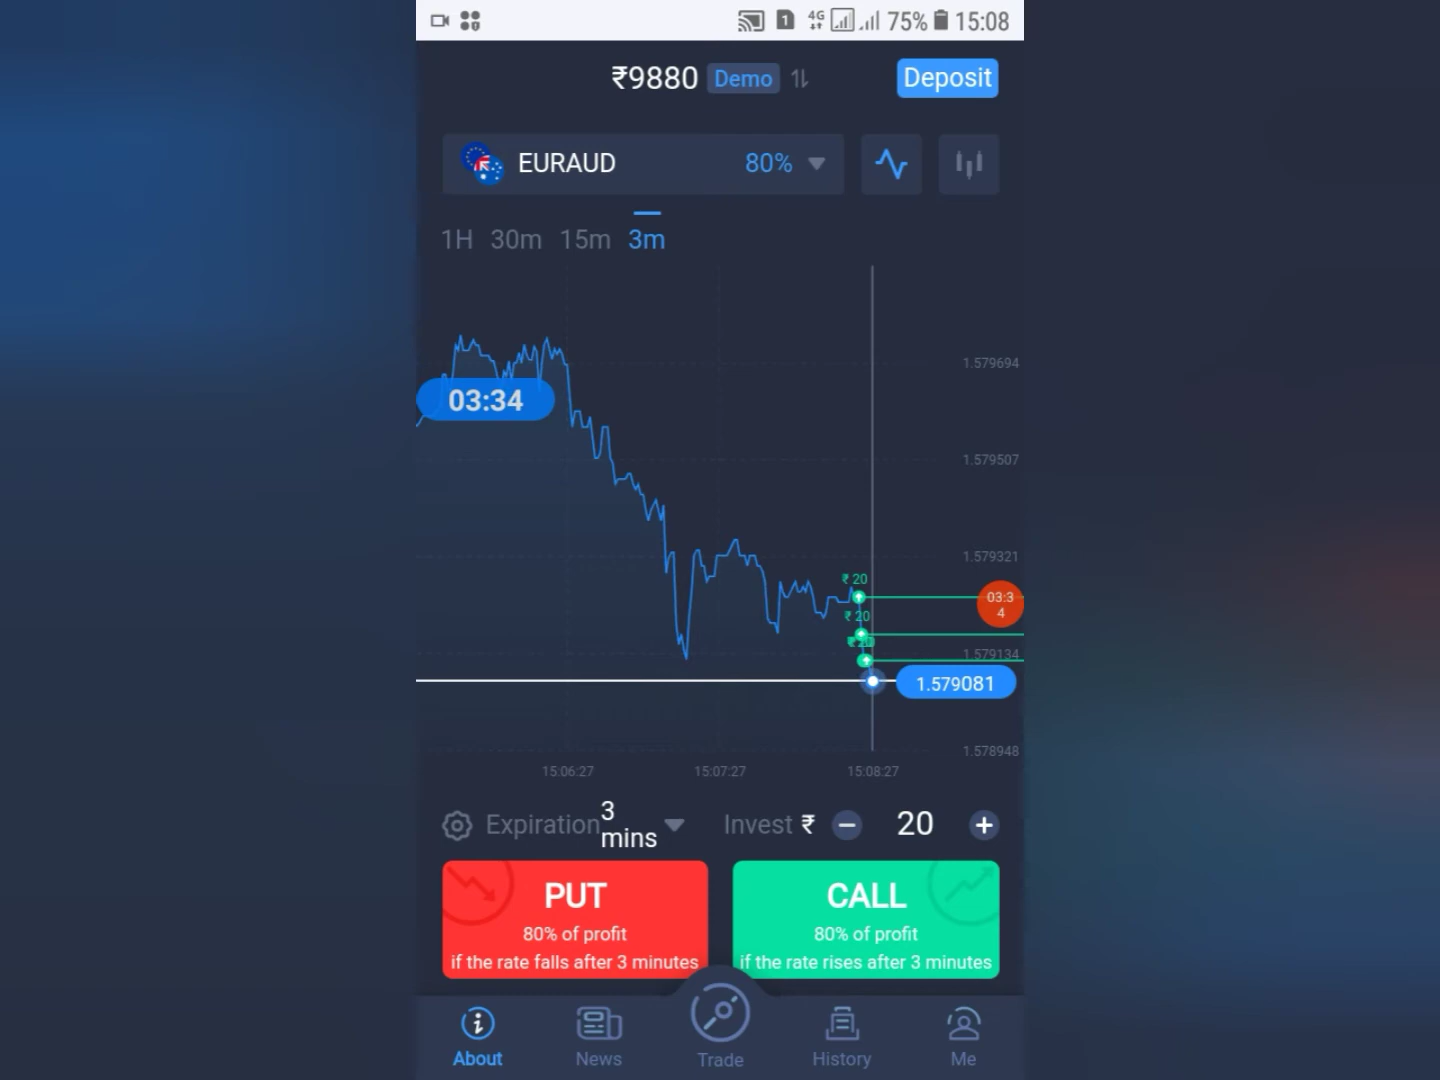 1 4G 75% 15:08
₹9880 Demo Deposit
EURAUD 80%
1H 30m 15m 3m
1.579694
03:34
1.579507
1.579321
₹ 20
03:3
4
₹ 20
1.579134
1.579081
1.578948
15:06:27 15:07:27 15:08:27
Expiration 3 mins Invest ₹ − 20 +
PUT
80% of profit
if the rate falls after 3 minutes
CALL
80% of profit
if the rate rises after 3 minutes
About News Trade History Me